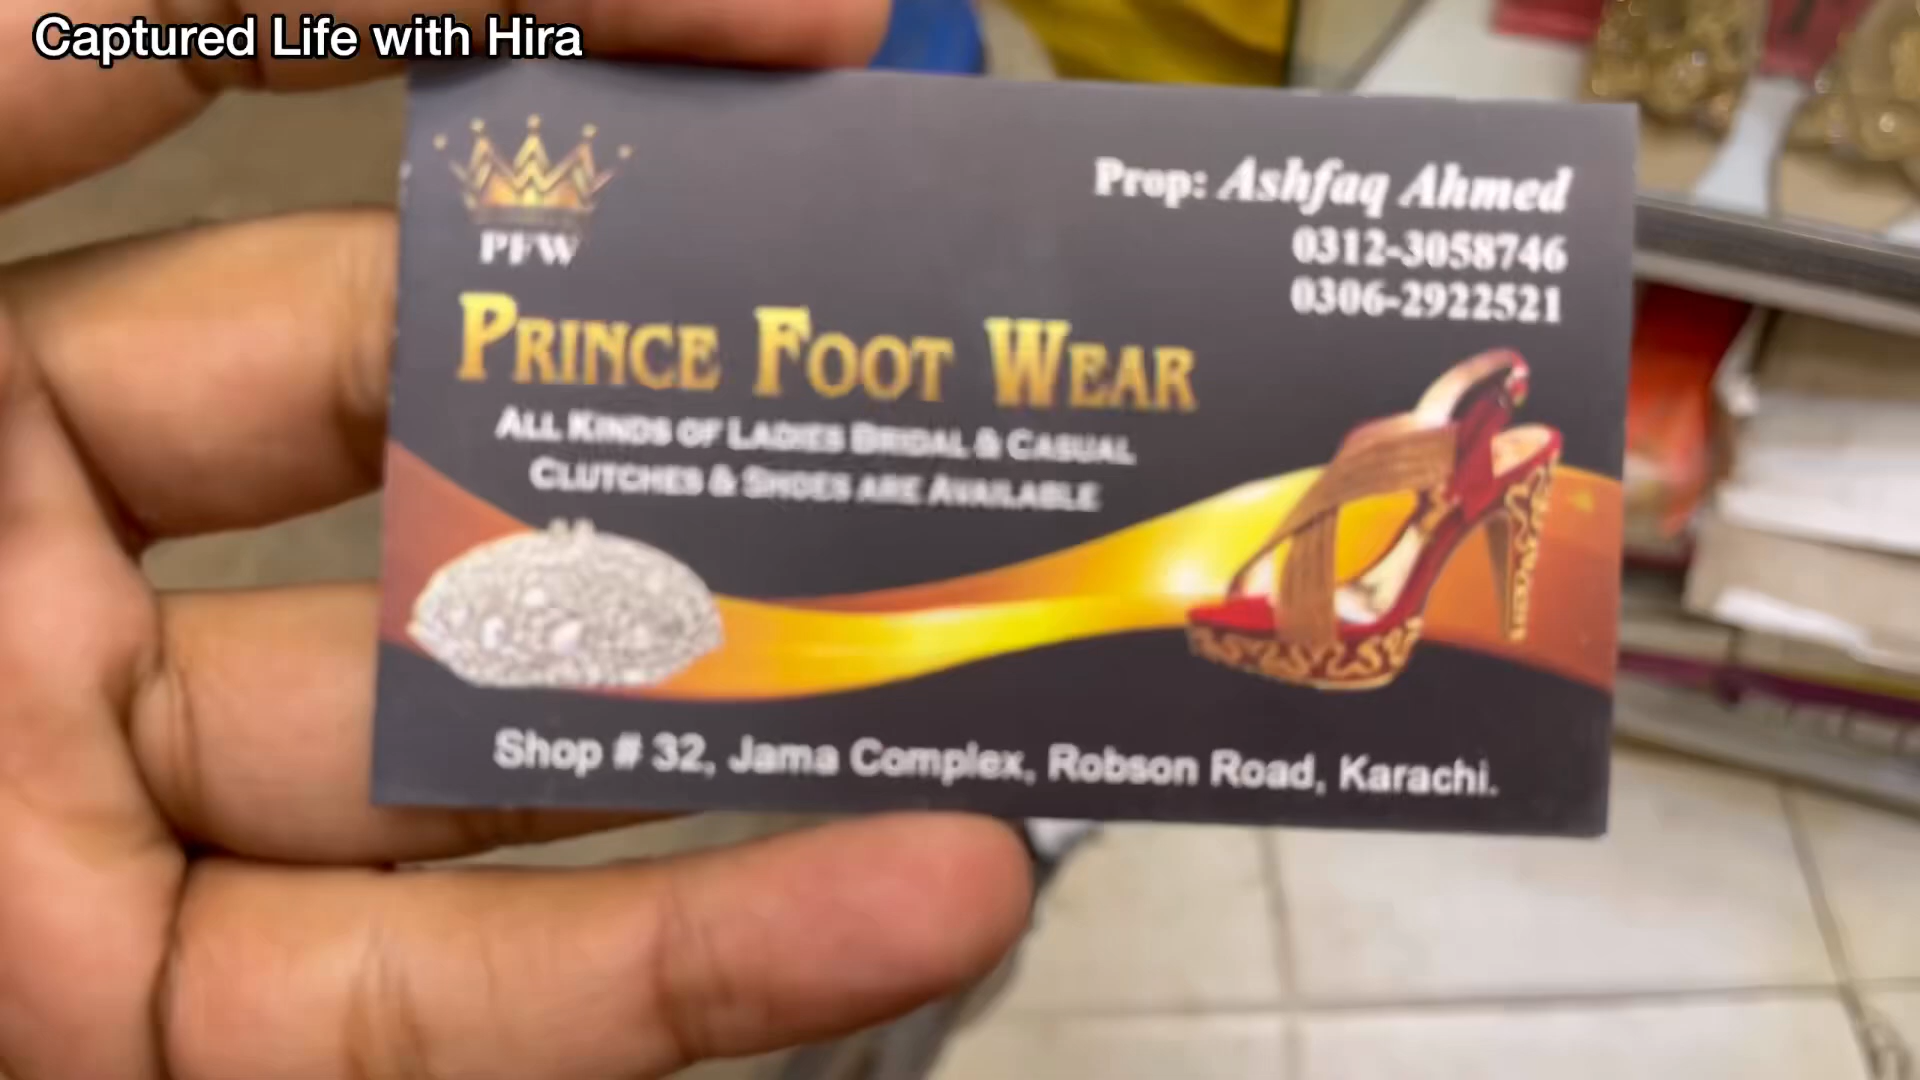 Captured Life with Hira
PFW
Prop: Ashfaq Ahmed
0312-3058746
0306-2922521
PRINCE FOOT WEAR
ALL KINDS OF LADIES BRIDAL & CASUAL
CLUTCHES & SHOES ARE AVAILABLE
Shop # 32, Jama Complex, Robson Road, Karachi.